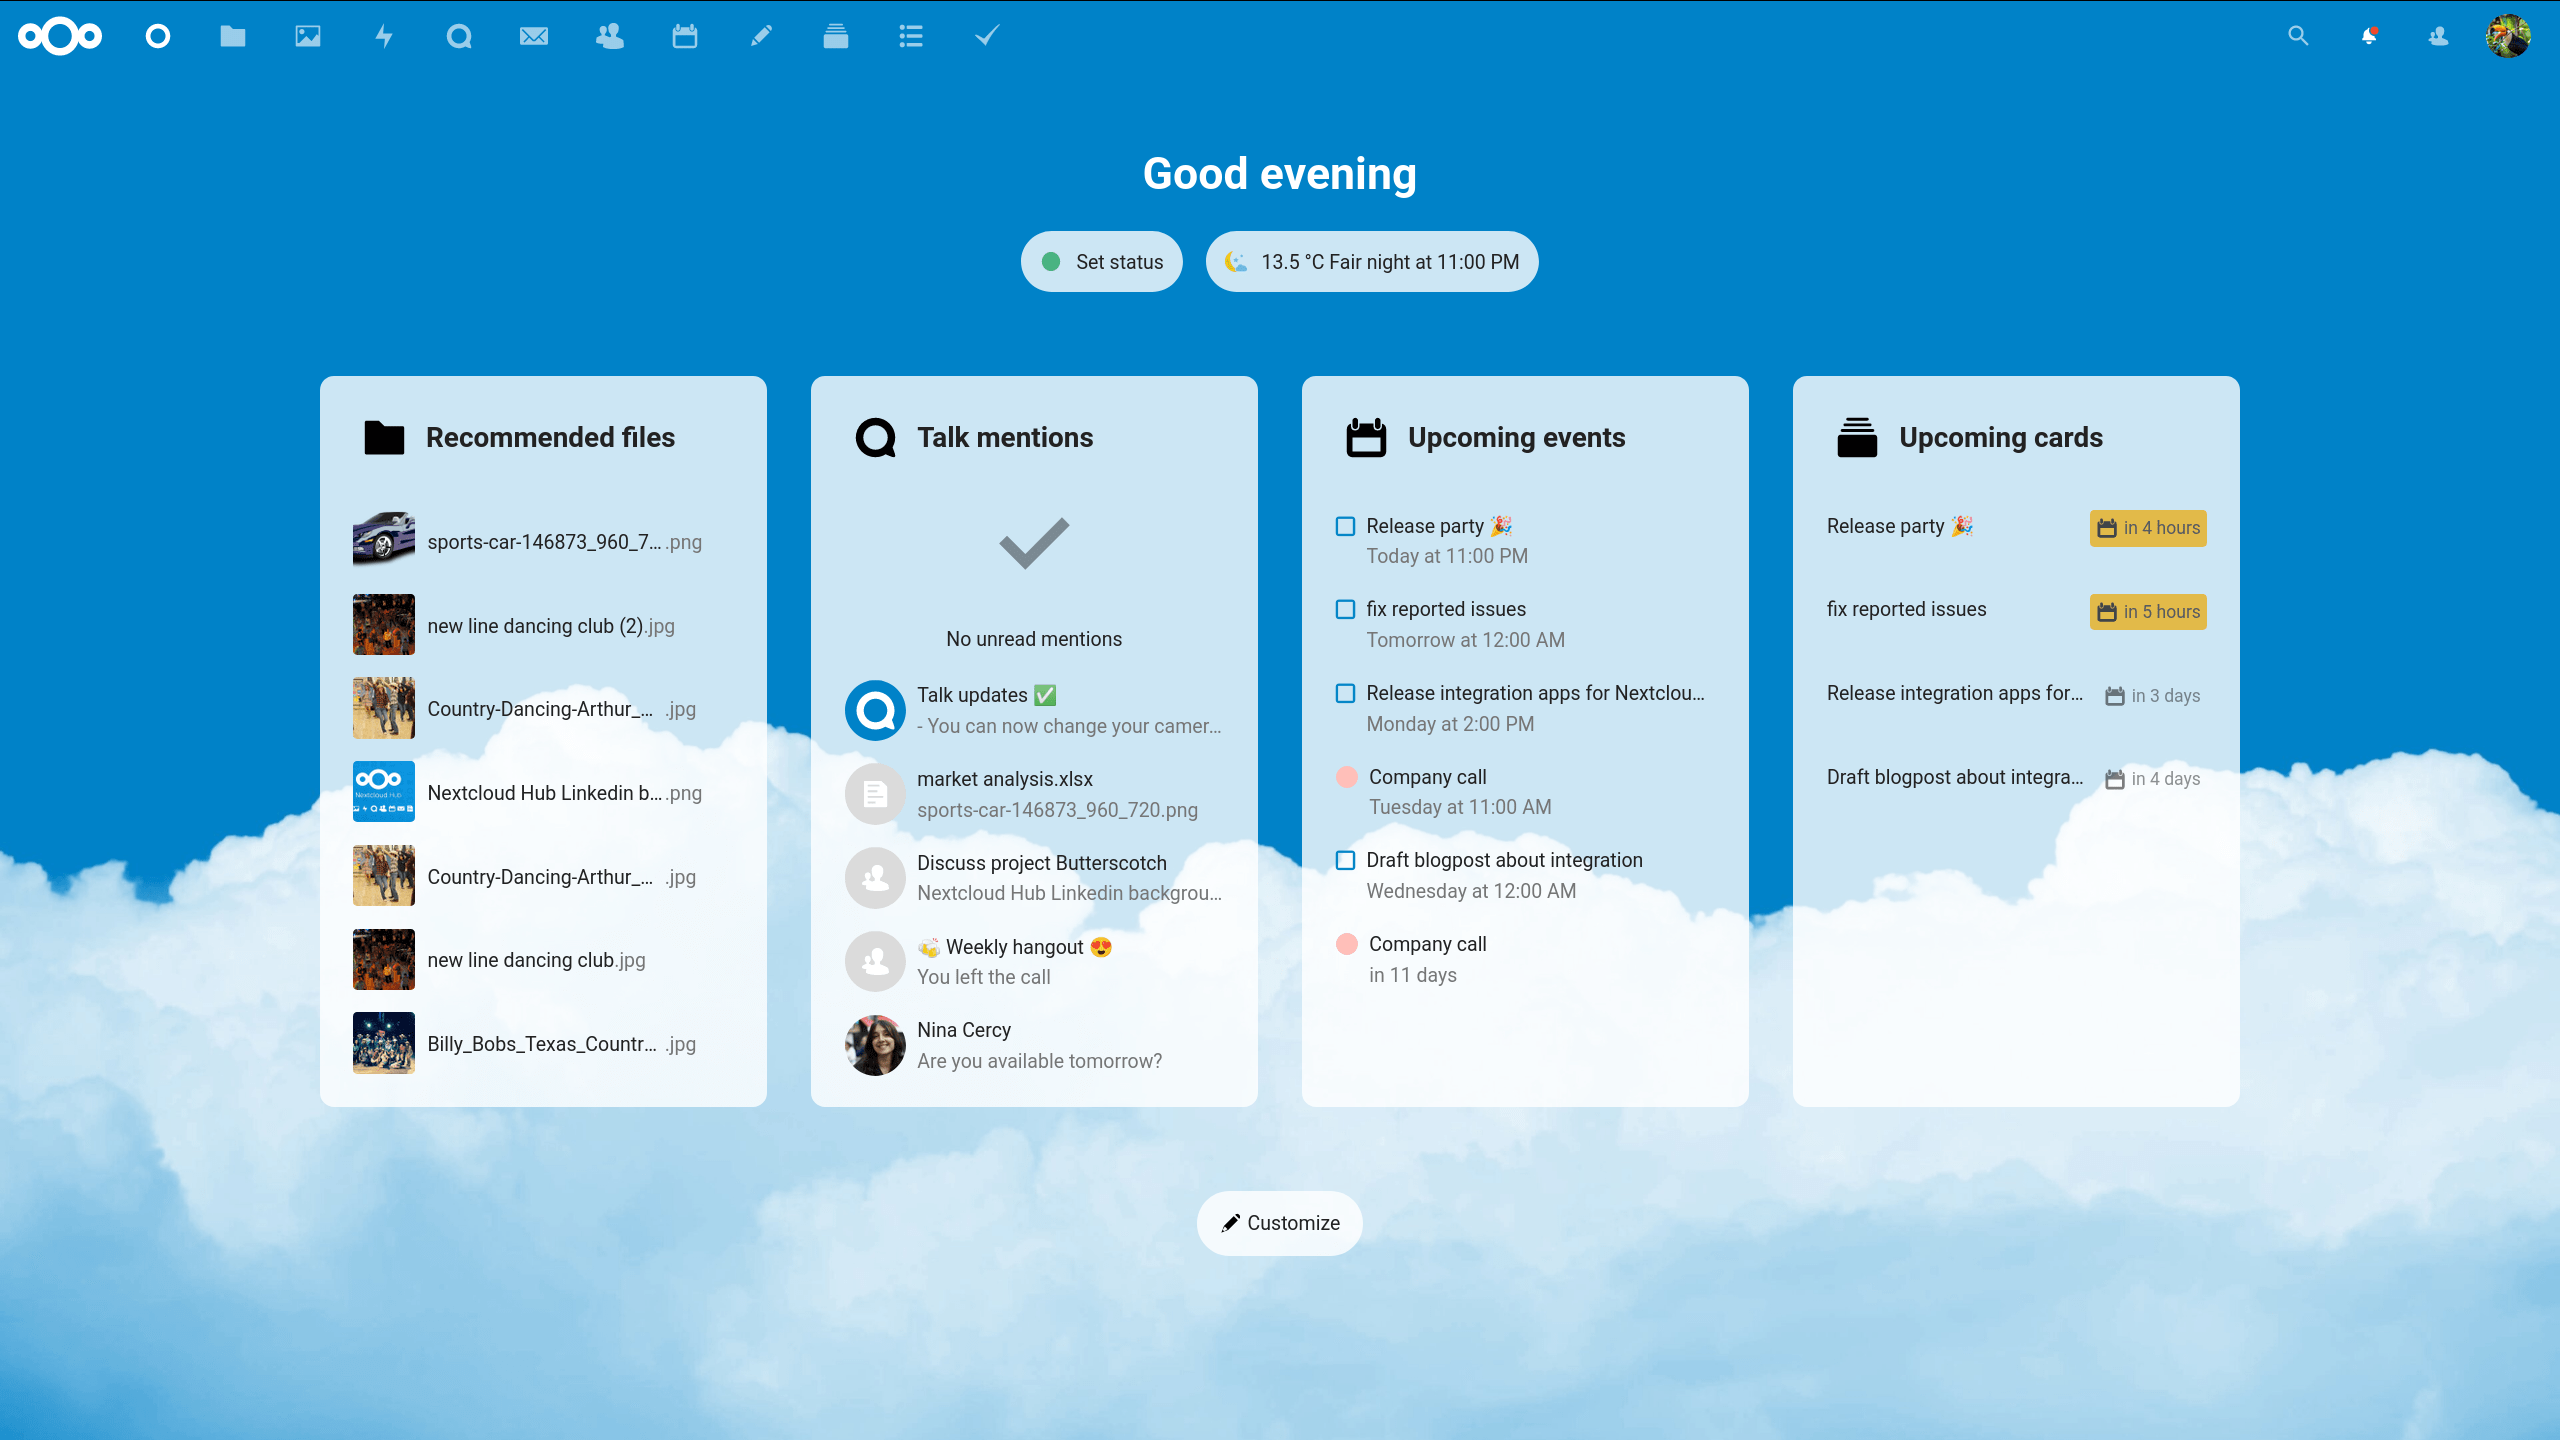 Good evening
Set status
13.5 °C Fair night at 11:00 PM
Recommended files
sports-car-146873_960_7… .png
new line dancing club (2).jpg
Country-Dancing-Arthur_… .jpg
Nextcloud Hub Linkedin b… .png
Nextcloud Hub
Country-Dancing-Arthur_… .jpg
new line dancing club.jpg
Billy_Bobs_Texas_Countr… .jpg
Talk mentions
No unread mentions
Talk updates ✅
- You can now change your camer…
market analysis.xlsx
sports-car-146873_960_720.png
Discuss project Butterscotch
Nextcloud Hub Linkedin backgrou…
🍻 Weekly hangout 😍
You left the call
Nina Cercy
Are you available tomorrow?
Upcoming events
Release party 🎉
Today at 11:00 PM
fix reported issues
Tomorrow at 12:00 AM
Release integration apps for Nextclou…
Monday at 2:00 PM
Company call
Tuesday at 11:00 AM
Draft blogpost about integration
Wednesday at 12:00 AM
Company call
in 11 days
Upcoming cards
Release party 🎉 in 4 hours
fix reported issues in 5 hours
Release integration apps for… in 3 days
Draft blogpost about integra… in 4 days
Customize